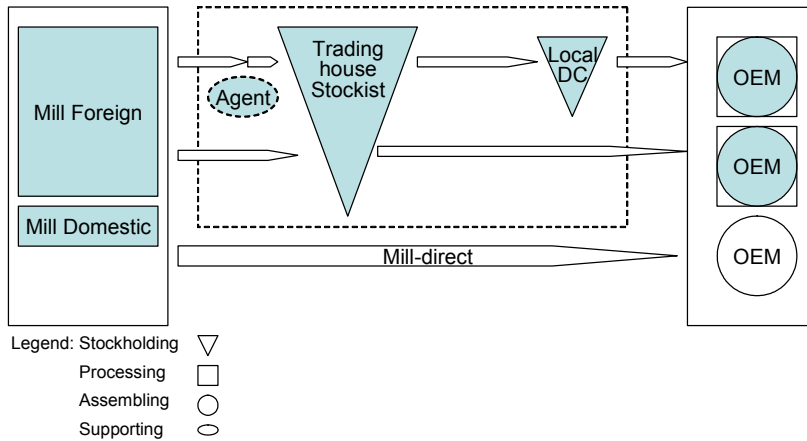 Mill Foreign
Mill Domestic
Agent
Trading
house
Stockist
Local
DC
OEM
OEM
OEM
Mill-direct
Legend: Stockholding
Processing
Assembling
Supporting